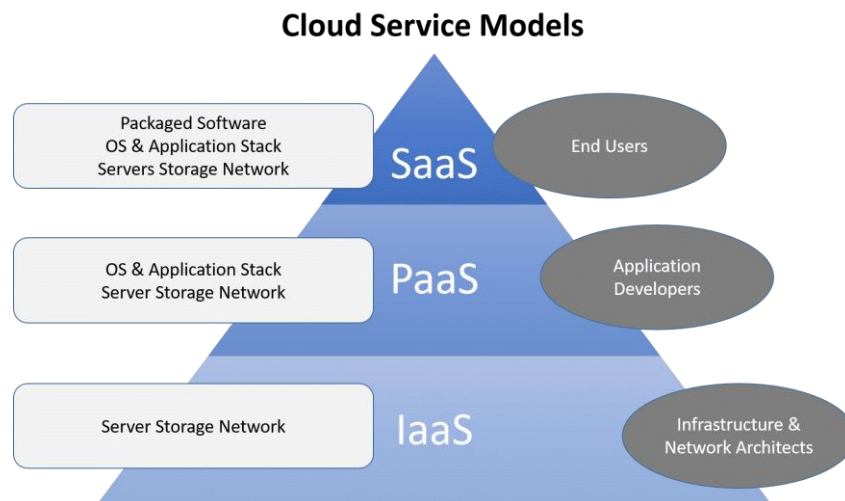 Cloud Service Models
Packaged Software
OS & Application Stack
Servers Storage Network
SaaS
End Users
OS & Application Stack
Server Storage Network
PaaS
Application
Developers
Server Storage Network
IaaS
Infrastructure &
Network Architects